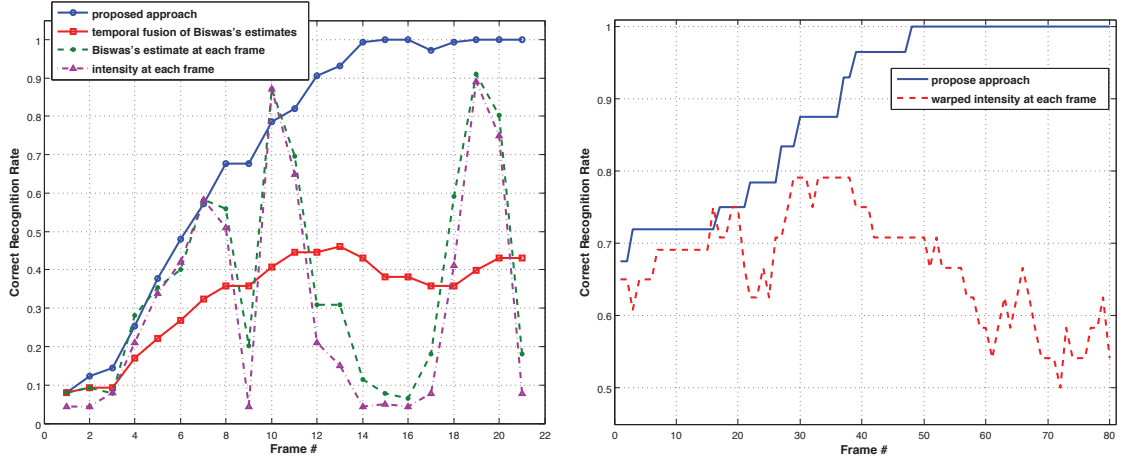 proposed approach
temporal fusion of Biswas's estimates
Biswas's estimate at each frame
intensity at each frame
Correct Recognition Rate
1
0.9
0.8
0.7
0.6
0.5
0.4
0.3
0.2
0.1
0
0 2 4 6 8 10 12 14 16 18 20 22
Frame #
propose approach
warped intensity at each frame
Correct Recognition Rate
1
0.9
0.8
0.7
0.6
0.5
0 10 20 30 40 50 60 70 80
Frame #